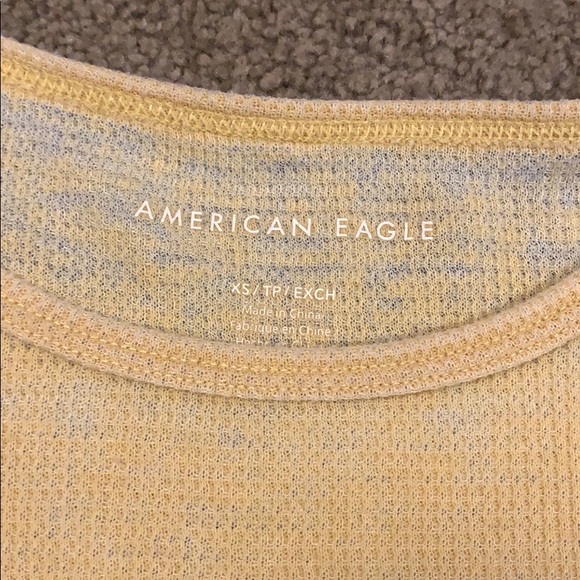 AMERICAN EAGLE
XS/TP/EXCH
Made in China
Fabriqué en Chine